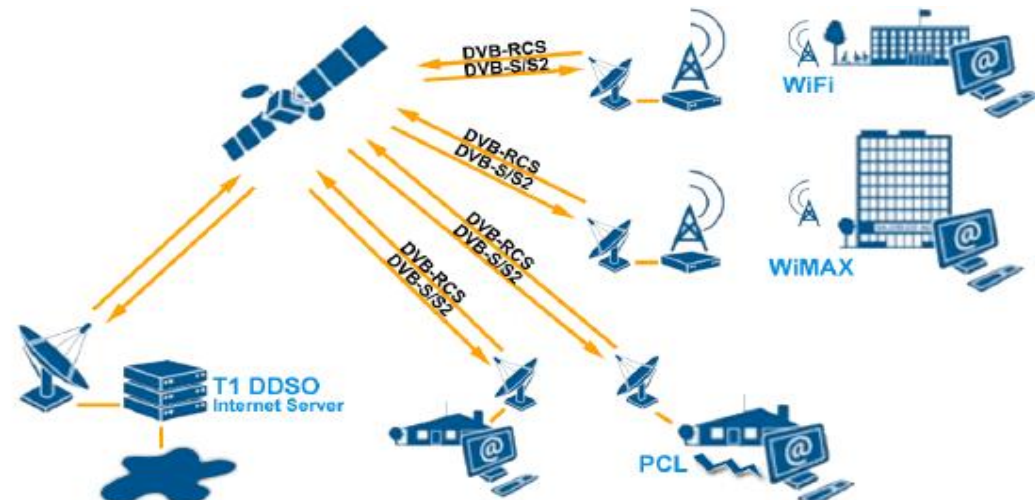 DVB-RCS
DVB-S/S2
WiFi
DVB-RCS
DVB-S/S2
WiMAX
DVB-RCS
DVB-S/S2
DVB-RCS
DVB-S/S2
T1 DDSO
Internet Server
PCL
@
@
@
@